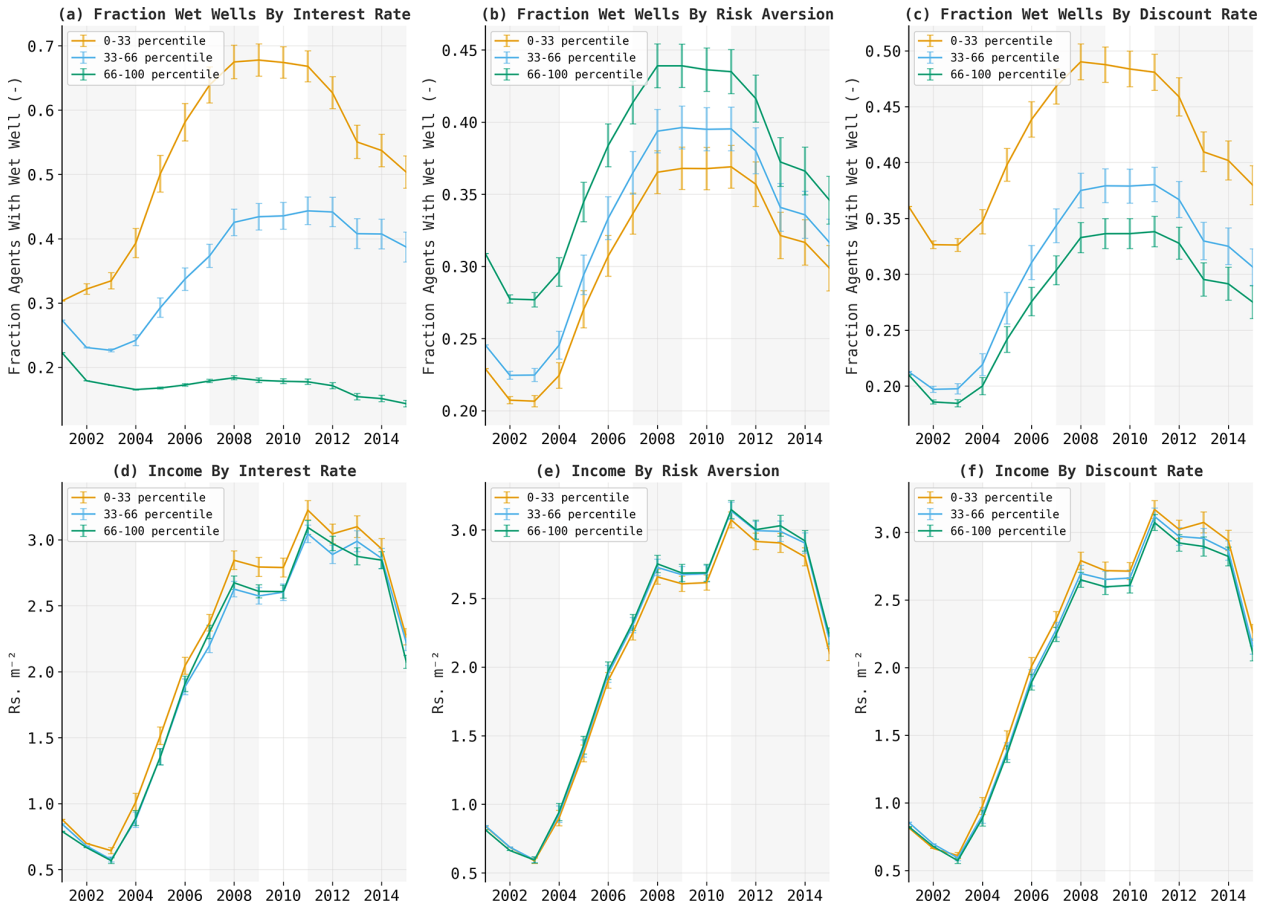 (a) Fraction Wet Wells By Interest Rate
Fraction Agents With Wet Well (-)
0.7
0.6
0.5
0.4
0.3
0.2
0-33 percentile
33-66 percentile
66-100 percentile
2002 2004 2006 2008 2010 2012 2014
(b) Fraction Wet Wells By Risk Aversion
Fraction Agents With Wet Well (-)
0.45
0.40
0.35
0.30
0.25
0.20
0-33 percentile
33-66 percentile
66-100 percentile
2002 2004 2006 2008 2010 2012 2014
(c) Fraction Wet Wells By Discount Rate
Fraction Agents With Wet Well (-)
0.50
0.45
0.40
0.35
0.30
0.25
0.20
0-33 percentile
33-66 percentile
66-100 percentile
2002 2004 2006 2008 2010 2012 2014
(d) Income By Interest Rate
Rs. m⁻²
3.0
2.5
2.0
1.5
1.0
0.5
0-33 percentile
33-66 percentile
66-100 percentile
2002 2004 2006 2008 2010 2012 2014
(e) Income By Risk Aversion
Rs. m⁻²
3.0
2.5
2.0
1.5
1.0
0.5
0-33 percentile
33-66 percentile
66-100 percentile
2002 2004 2006 2008 2010 2012 2014
(f) Income By Discount Rate
Rs. m⁻²
3.0
2.5
2.0
1.5
1.0
0.5
0-33 percentile
33-66 percentile
66-100 percentile
2002 2004 2006 2008 2010 2012 2014